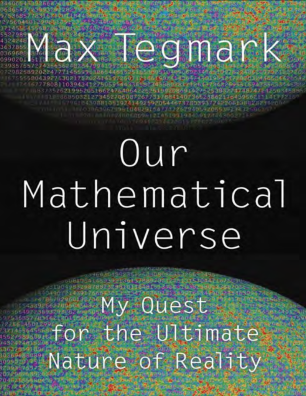 Max Tegmark
Our
Mathematical
Universe
My Quest
for the Ultimate
Nature of Reality